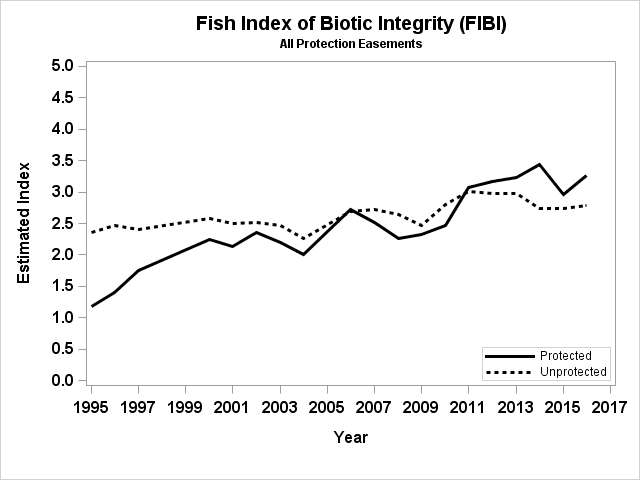 Fish Index of Biotic Integrity (FIBI)
All Protection Easements
5.0
4.5
4.0
3.5
3.0
2.5
2.0
1.5
1.0
0.5
0.0
Estimated Index
Protected
Unprotected
1995 1997 1999 2001 2003 2005 2007 2009 2011 2013 2015 2017
Year